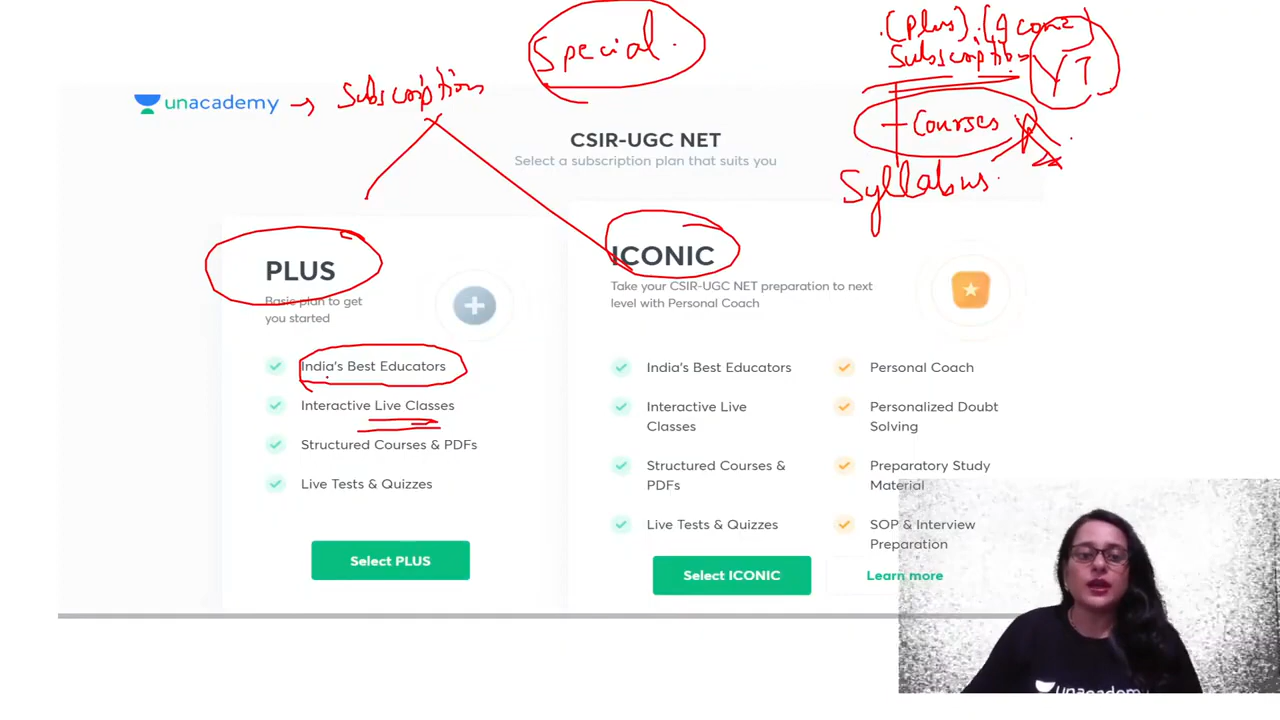 Special.
(Plus).(Iconic)
Subscription
YT
unacademy → Subscription
Courses
Syllabus.
CSIR-UGC NET
Select a subscription plan that suits you
PLUS
Basic plan to get
you started
India's Best Educators
Interactive Live Classes
Structured Courses & PDFs
Live Tests & Quizzes
Select PLUS
ICONIC
Take your CSIR-UGC NET preparation to next
level with Personal Coach
India's Best Educators
Interactive Live
Classes
Structured Courses &
PDFs
Live Tests & Quizzes
Personal Coach
Personalized Doubt
Solving
Preparatory Study
Material
SOP & Interview
Preparation
Select ICONIC
Learn more
unacademy